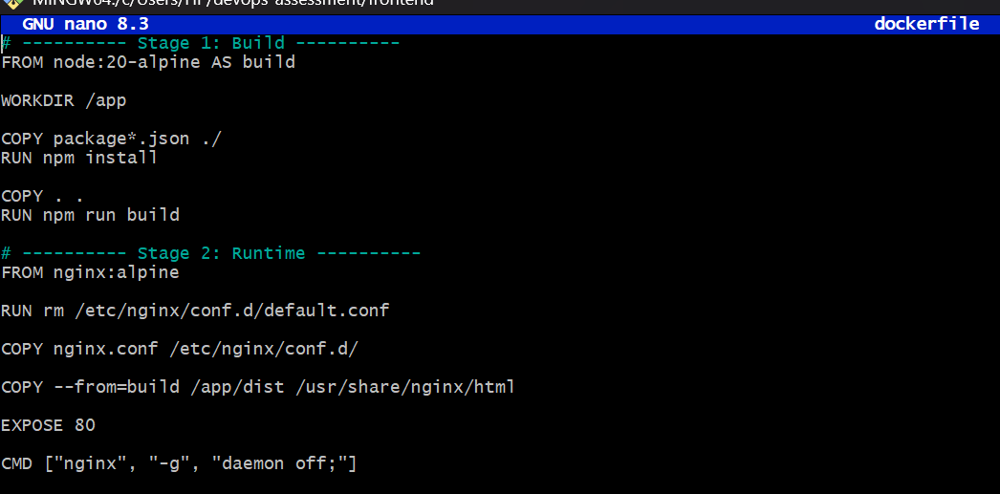 MINGW64:/c/Users/HP/devops-assessment/frontend
GNU nano 8.3 dockerfile
# ---------- Stage 1: Build ----------
FROM node:20-alpine AS build
WORKDIR /app
COPY package*.json ./
RUN npm install
COPY . .
RUN npm run build
# ---------- Stage 2: Runtime ----------
FROM nginx:alpine
RUN rm /etc/nginx/conf.d/default.conf
COPY nginx.conf /etc/nginx/conf.d/
COPY --from=build /app/dist /usr/share/nginx/html
EXPOSE 80
CMD ["nginx", "-g", "daemon off;"]